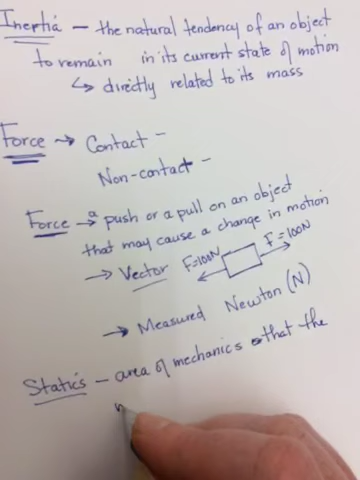 Inertia – the natural tendency of an object
to remain in its current state of motion
↳ directly related to its mass
Force → Contact –
Non-contact –
Force → a push or a pull on an object
that may cause a change in motion
→ Vector F=100N F=100N
→ Measured Newton (N)
Statics – area of mechanics that the